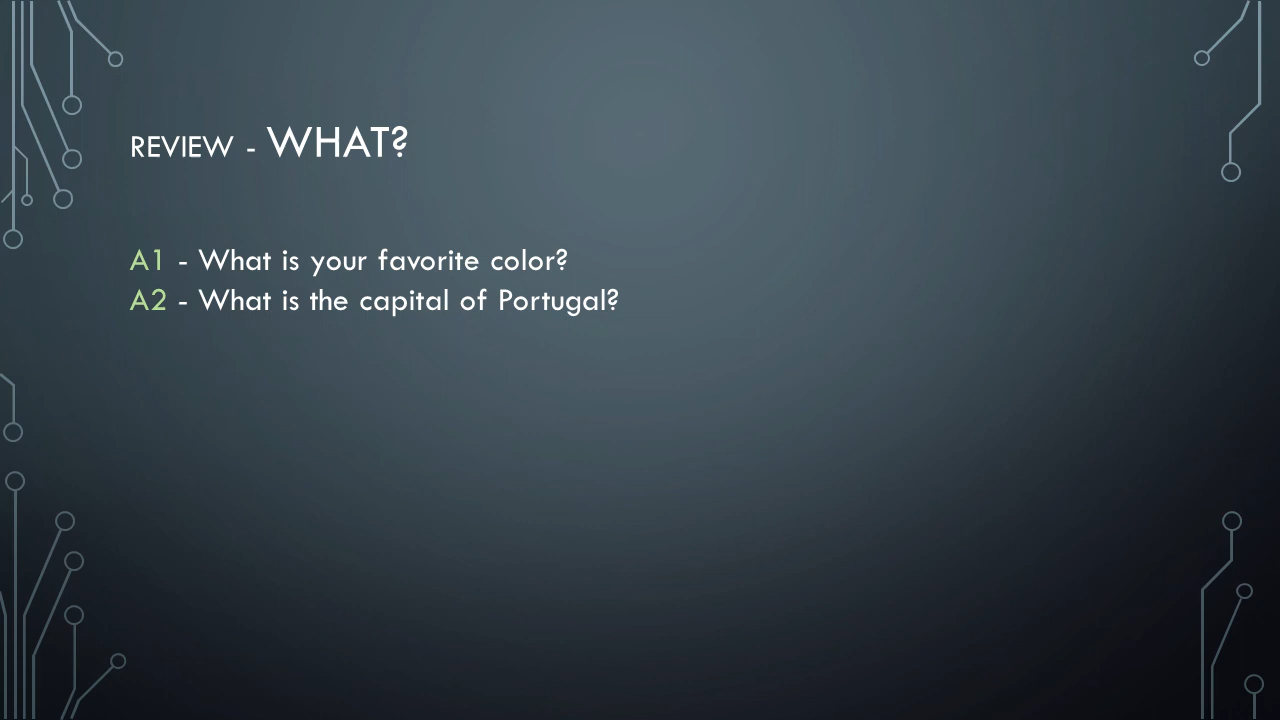 REVIEW - WHAT?
A1 - What is your favorite color?
A2 - What is the capital of Portugal?